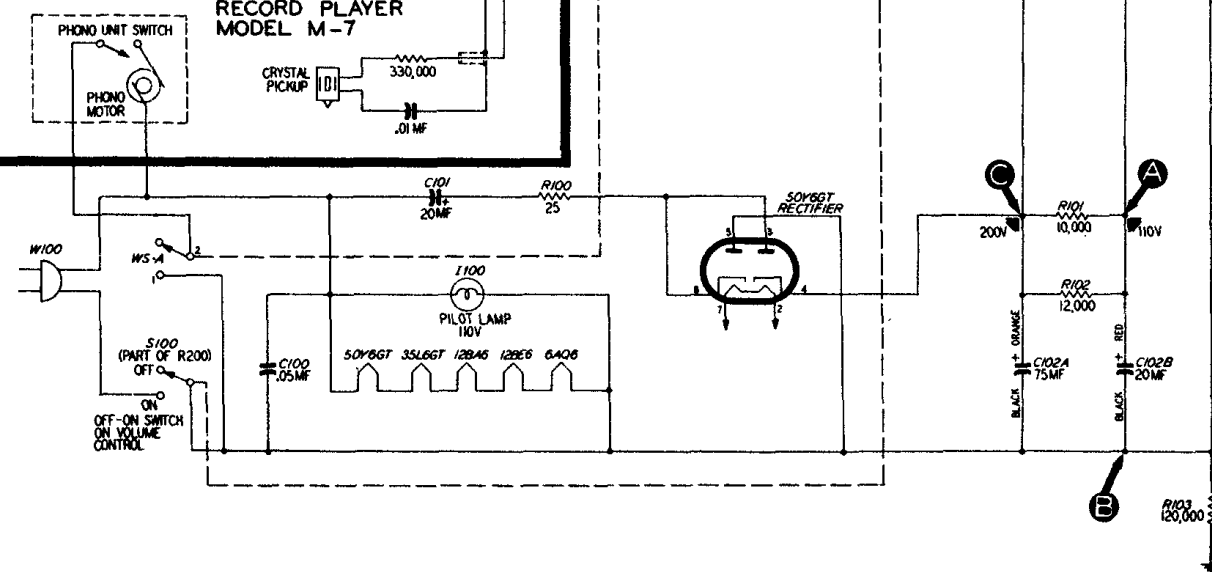 RECORD PLAYER
MODEL M-7
PHONO UNIT SWITCH
PHONO
MOTOR
CRYSTAL
PICKUP
330,000
.01 MF
C101
+
20MF
R100
25
50Y6GT
RECTIFIER
5
3
6
4
7
2
C
A
R101
10,000
200V
110V
W100
WS-A
2
1
I100
PILOT LAMP
110V
R102
12,000
S100
(PART OF R200)
OFF
ON
OFF-ON SWITCH
ON VOLUME
CONTROL
C100
.05MF
50Y6GT
35L6GT
12BA6
12BE6
6AQ6
BLACK + ORANGE
C102A
75MF
BLACK + RED
C102B
20MF
B
R103
120,000